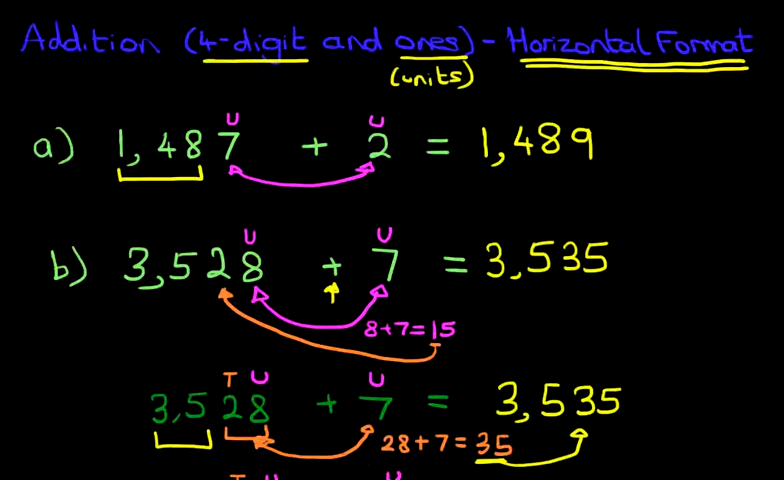 Addition (4-digit and ones) - Horizontal Format
(units)
U U
a) 1,487 + 2 = 1,489
U U
b) 3,528 + 7 = 3,535
8+7=15
T U U
3,528 + 7 = 3,535
28+7=35